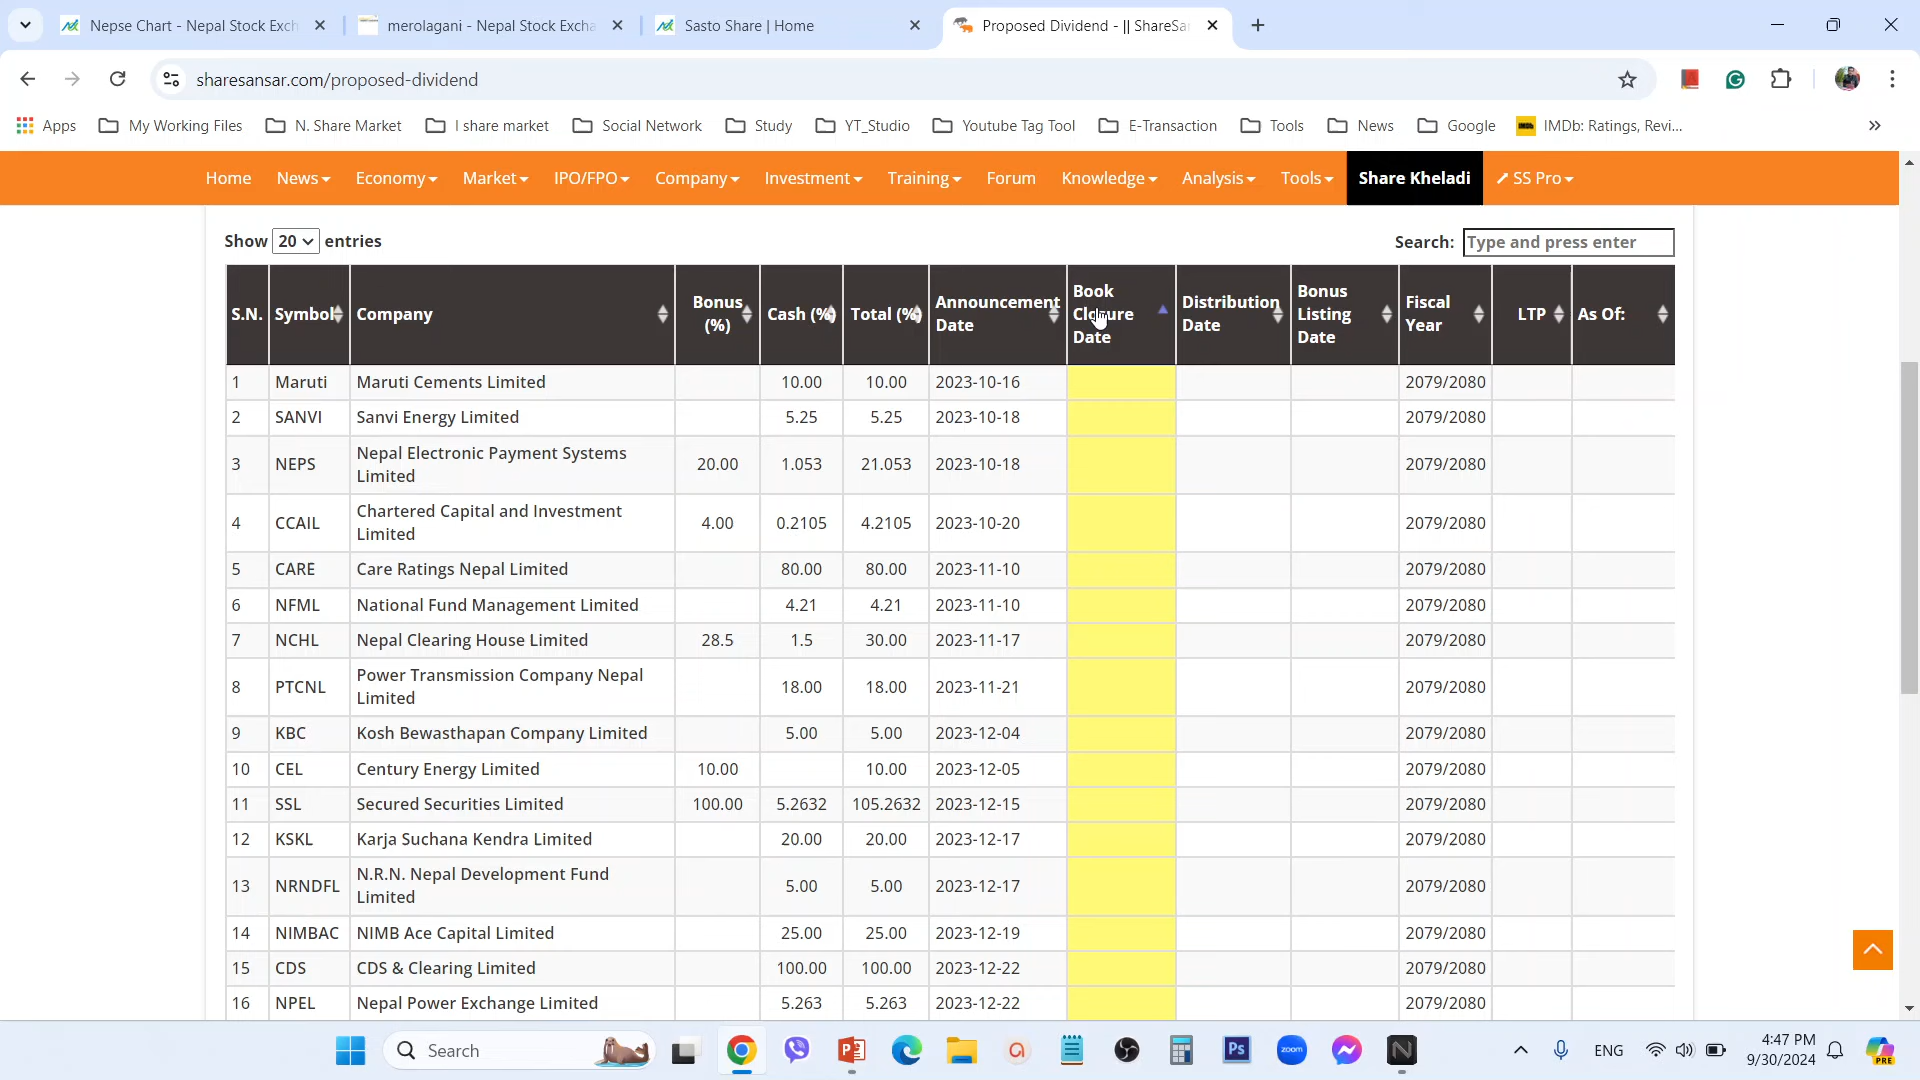 Nepse Chart - Nepal Stock Exch
merolagani - Nepal Stock Excha
Sasto Share | Home
Proposed Dividend - || ShareSa
sharesansar.com/proposed-dividend
Apps My Working Files N. Share Market I share market Social Network Study YT_Studio Youtube Tag Tool E-Transaction Tools News Google IMDb: Ratings, Revi...
Home News Economy Market IPO/FPO Company Investment Training Forum Knowledge Analysis Tools Share Kheladi SS Pro
Show 20 entries
Search: Type and press enter
S.N. Symbol Company Bonus (%) Cash (%) Total (%) Announcement Date Book Closure Date Distribution Date Bonus Listing Date Fiscal Year LTP As Of:
1 Maruti Maruti Cements Limited 10.00 10.00 2023-10-16 2079/2080
2 SANVI Sanvi Energy Limited 5.25 5.25 2023-10-18 2079/2080
3 NEPS Nepal Electronic Payment Systems Limited 20.00 1.053 21.053 2023-10-18 2079/2080
4 CCAIL Chartered Capital and Investment Limited 4.00 0.2105 4.2105 2023-10-20 2079/2080
5 CARE Care Ratings Nepal Limited 80.00 80.00 2023-11-10 2079/2080
6 NFML National Fund Management Limited 4.21 4.21 2023-11-10 2079/2080
7 NCHL Nepal Clearing House Limited 28.5 1.5 30.00 2023-11-17 2079/2080
8 PTCNL Power Transmission Company Nepal Limited 18.00 18.00 2023-11-21 2079/2080
9 KBC Kosh Bewasthapan Company Limited 5.00 5.00 2023-12-04 2079/2080
10 CEL Century Energy Limited 10.00 10.00 2023-12-05 2079/2080
11 SSL Secured Securities Limited 100.00 5.2632 105.2632 2023-12-15 2079/2080
12 KSKL Karja Suchana Kendra Limited 20.00 20.00 2023-12-17 2079/2080
13 NRNDFL N.R.N. Nepal Development Fund Limited 5.00 5.00 2023-12-17 2079/2080
14 NIMBAC NIMB Ace Capital Limited 25.00 25.00 2023-12-19 2079/2080
15 CDS CDS & Clearing Limited 100.00 100.00 2023-12-22 2079/2080
16 NPEL Nepal Power Exchange Limited 5.263 5.263 2023-12-22 2079/2080
Search
Ps
zoom
ENG
4:47 PM
9/30/2024
PRE